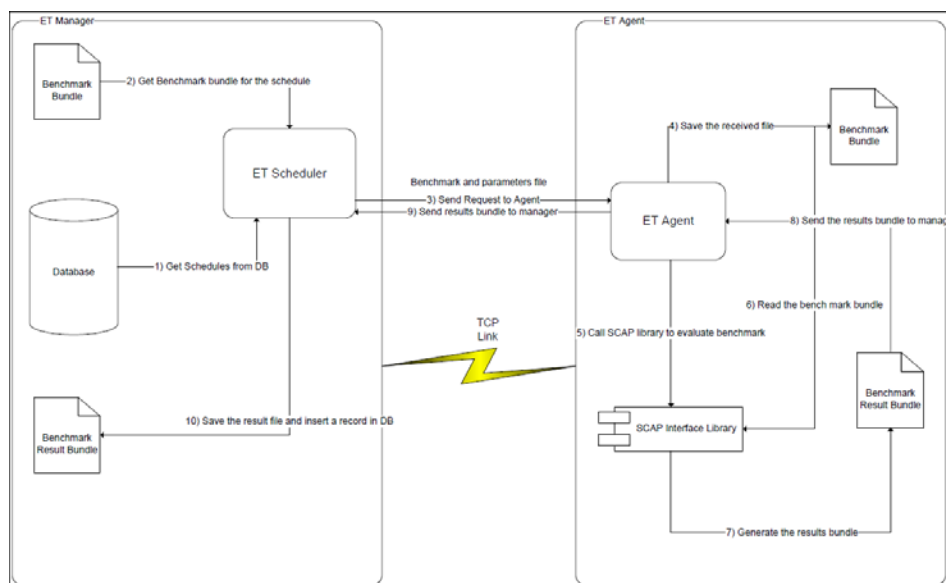 ET Manager
ET Agent
Benchmark
Bundle
2) Get Benchmark bundle for the schedule
4) Save the received file
Benchmark
Bundle
ET Scheduler
Benchmark and parameters file
3) Send Request to Agent
9) Send results bundle to manager
ET Agent
8) Send the results bundle to manag
Database
1) Get Schedules from DB
6) Read the bench mark bundle
TCP
Link
5) Call SCAP library to evaluate benchmark
Benchmark
Result Bundle
10) Save the result file and insert a record in DB
Benchmark
Result Bundle
SCAP Interface Library
7) Generate the results bundle